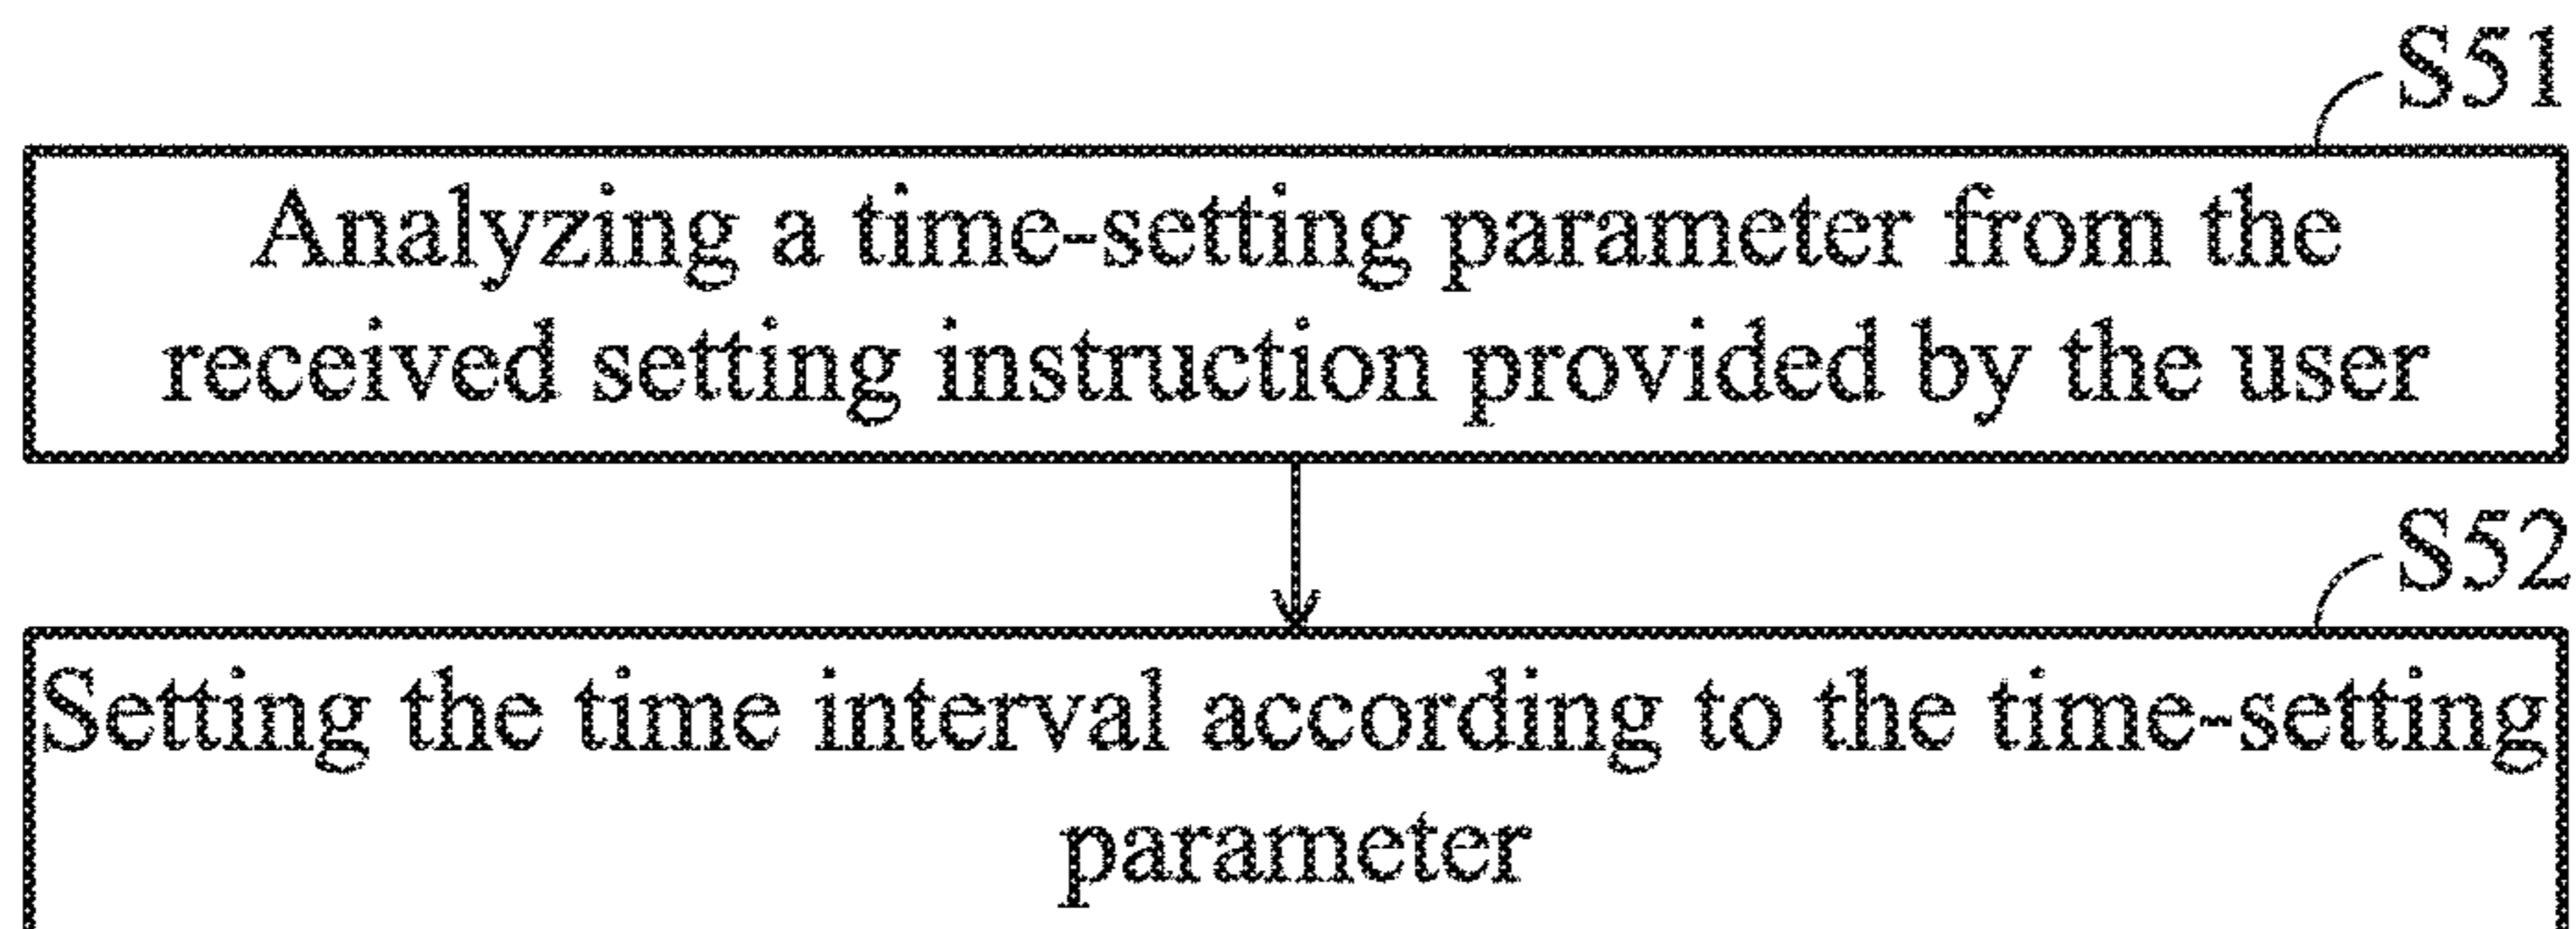 S51
Analyzing a time-setting parameter from the
received setting instruction provided by the user
S52
Setting the time interval according to the time-setting
parameter